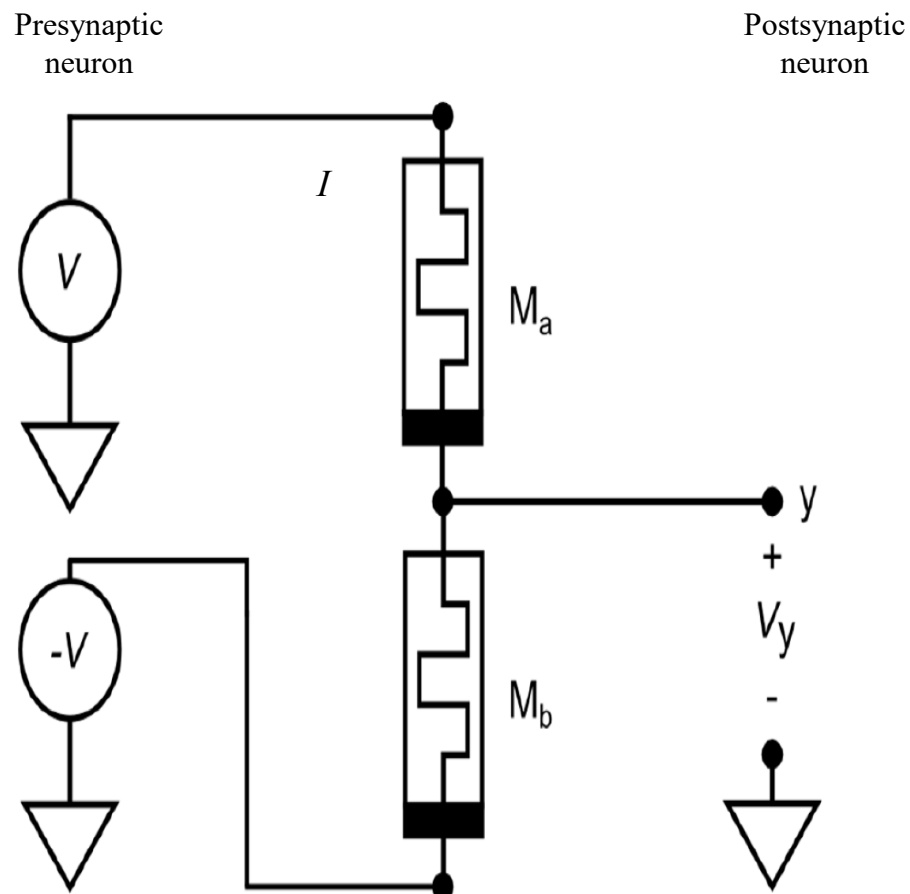 Presynaptic
neuron
Postsynaptic
neuron
I
V
Ma
y
+
Vy
-
-V
Mb